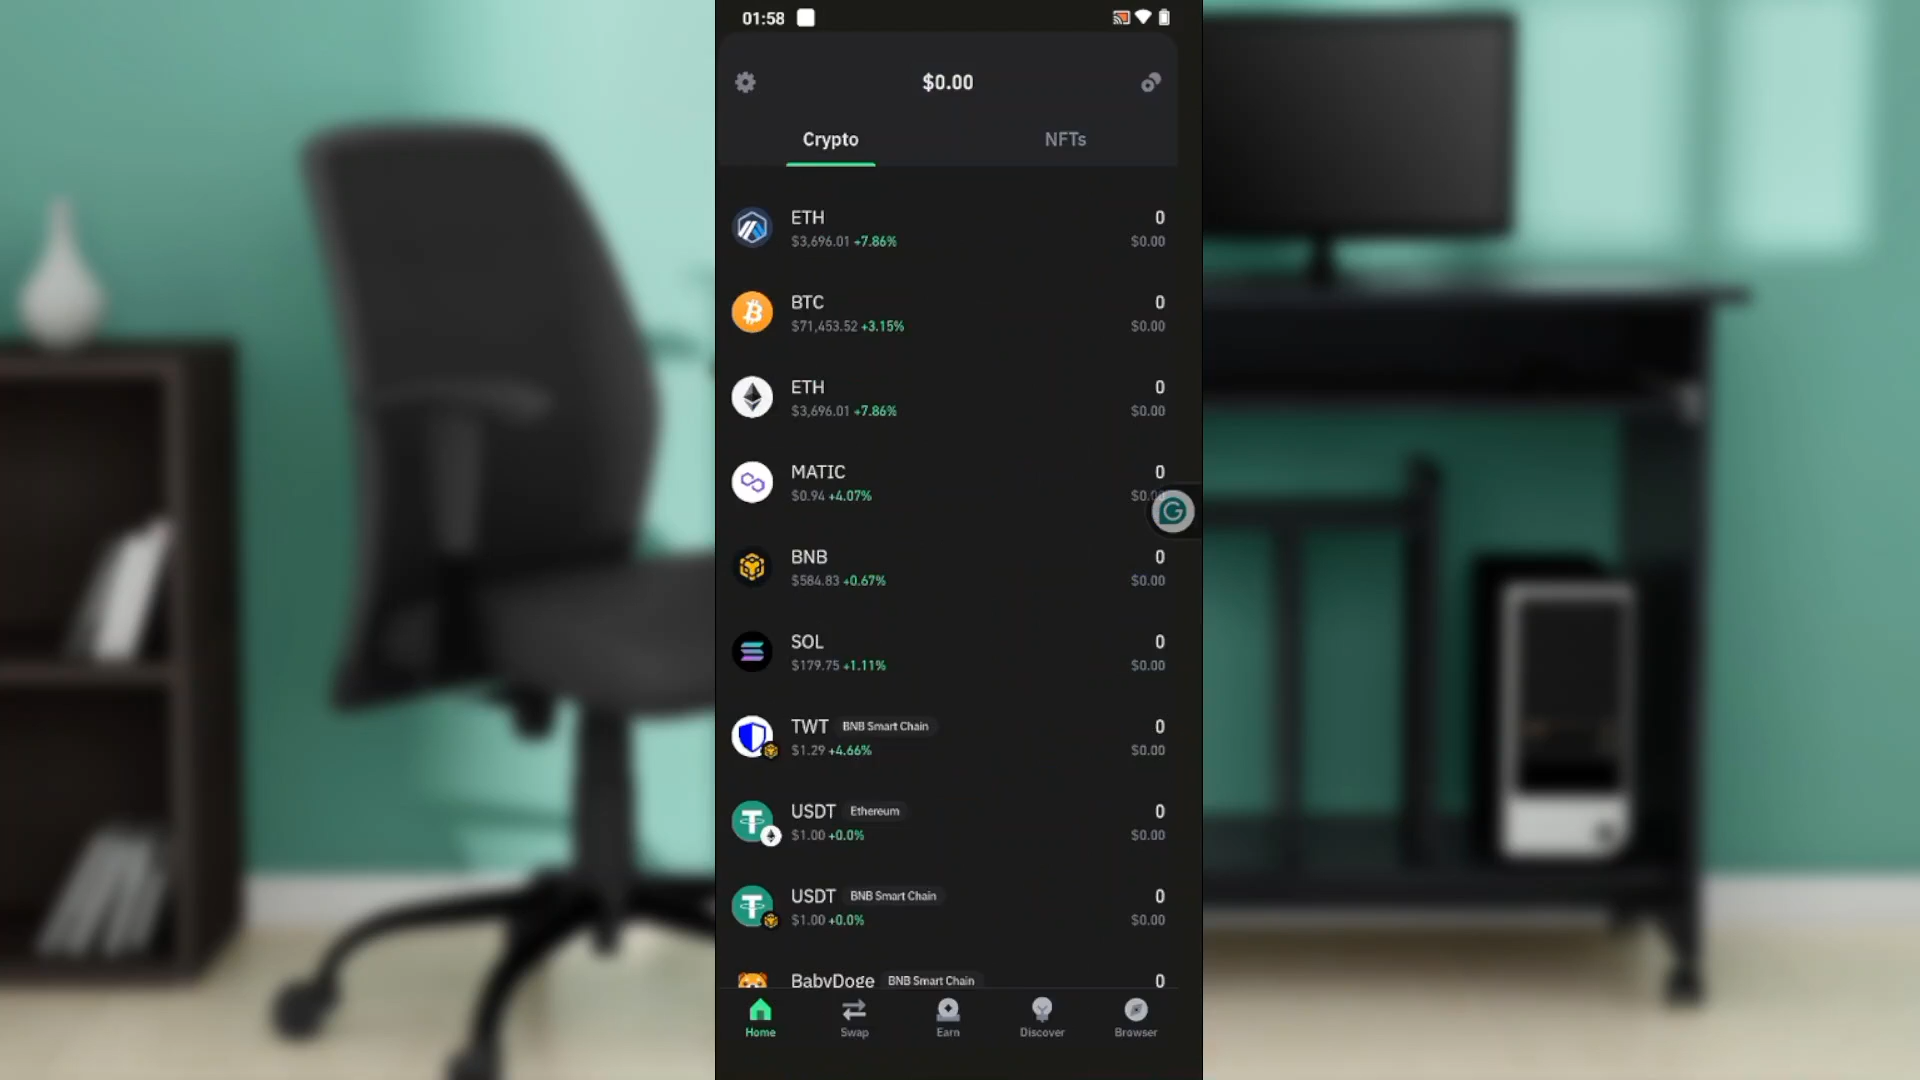 01:58
$0.00
Crypto NFTs
ETH 0
$3,696.01 +7.86% $0.00
BTC 0
$71,453.52 +3.15% $0.00
ETH 0
$3,696.01 +7.86% $0.00
MATIC 0
$0.94 +4.07% $0.00
BNB 0
$584.83 +0.67% $0.00
SOL 0
$179.75 +1.11% $0.00
TWT BNB Smart Chain 0
$1.29 +4.66% $0.00
USDT Ethereum 0
$1.00 +0.0% $0.00
USDT BNB Smart Chain 0
$1.00 +0.0% $0.00
BabyDoge BNB Smart Chain 0
Home Swap Earn Discover Browser